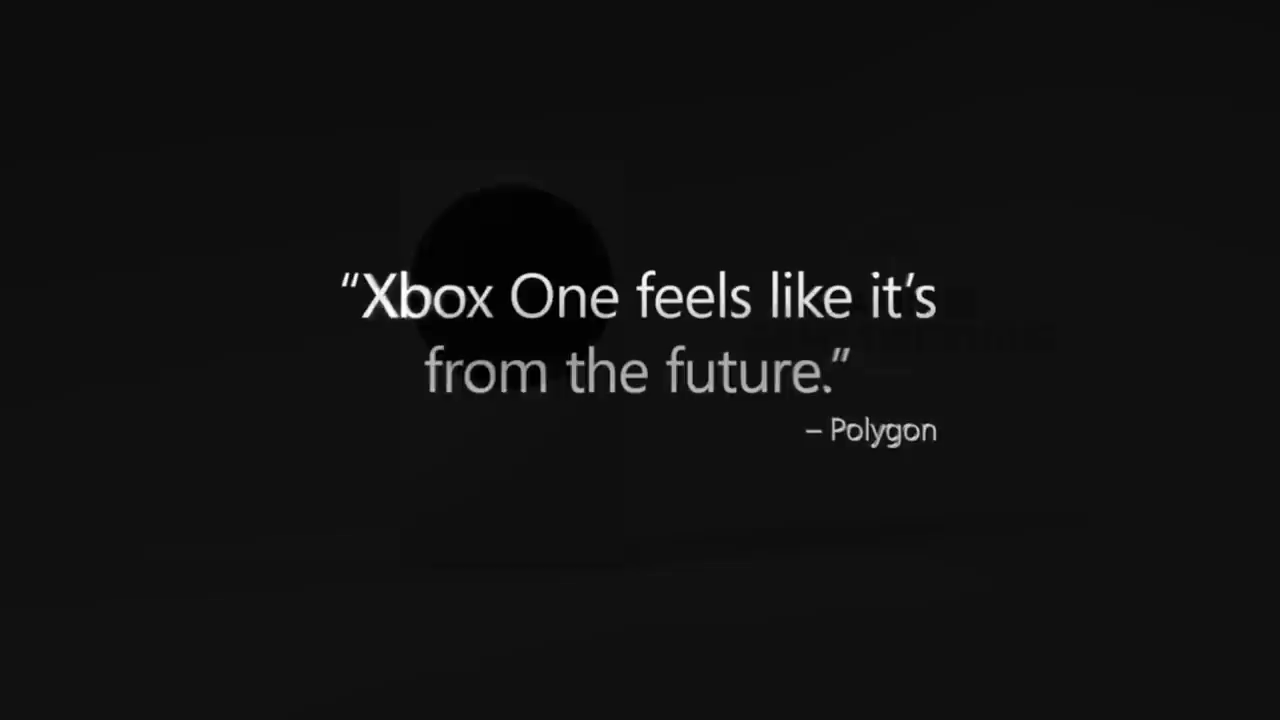 “Xbox One feels like it’s
from the future.”
– Polygon